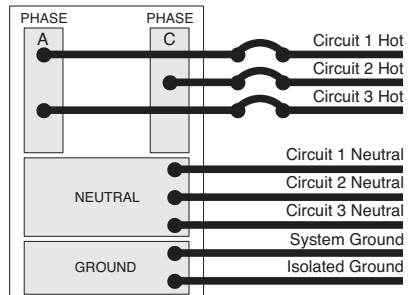 PHASE PHASE
A C
Circuit 1 Hot
Circuit 2 Hot
Circuit 3 Hot
Circuit 1 Neutral
Circuit 2 Neutral
NEUTRAL
Circuit 3 Neutral
System Ground
Isolated Ground
GROUND